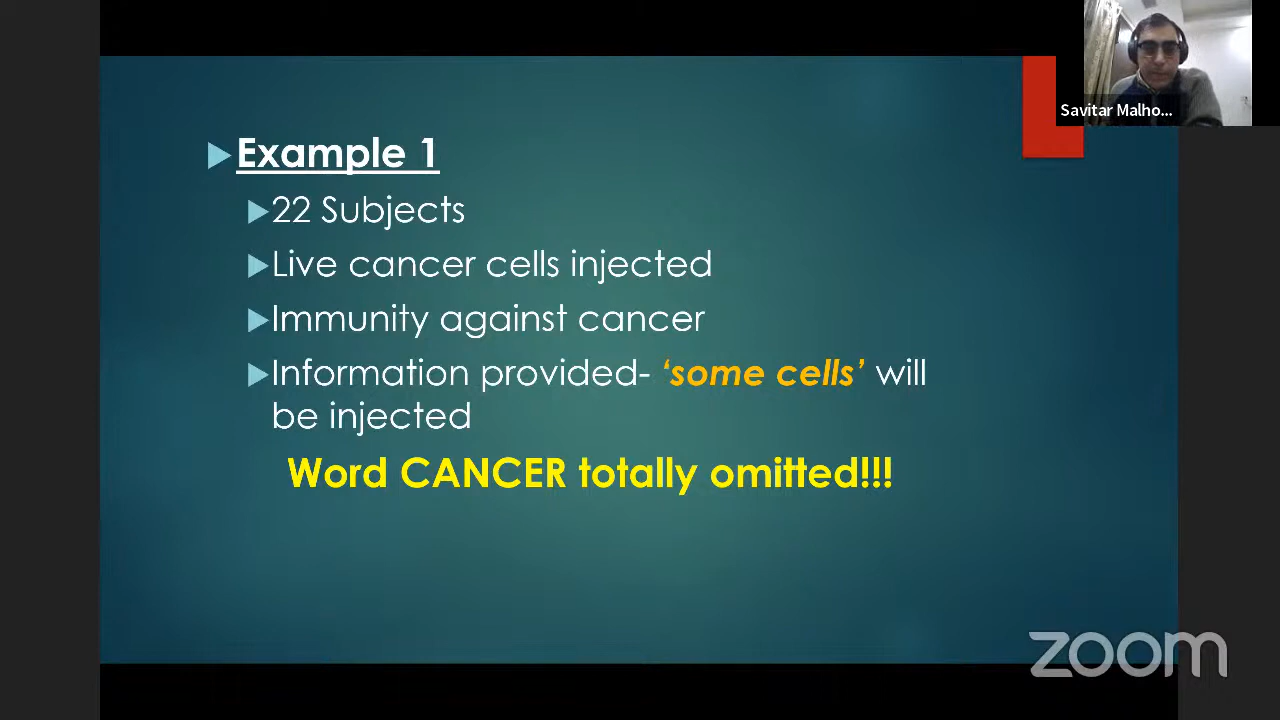 Savitar Malho...
Example 1
22 Subjects
Live cancer cells injected
Immunity against cancer
Information provided- ‘some cells’ will
be injected
Word CANCER totally omitted!!!
zoom